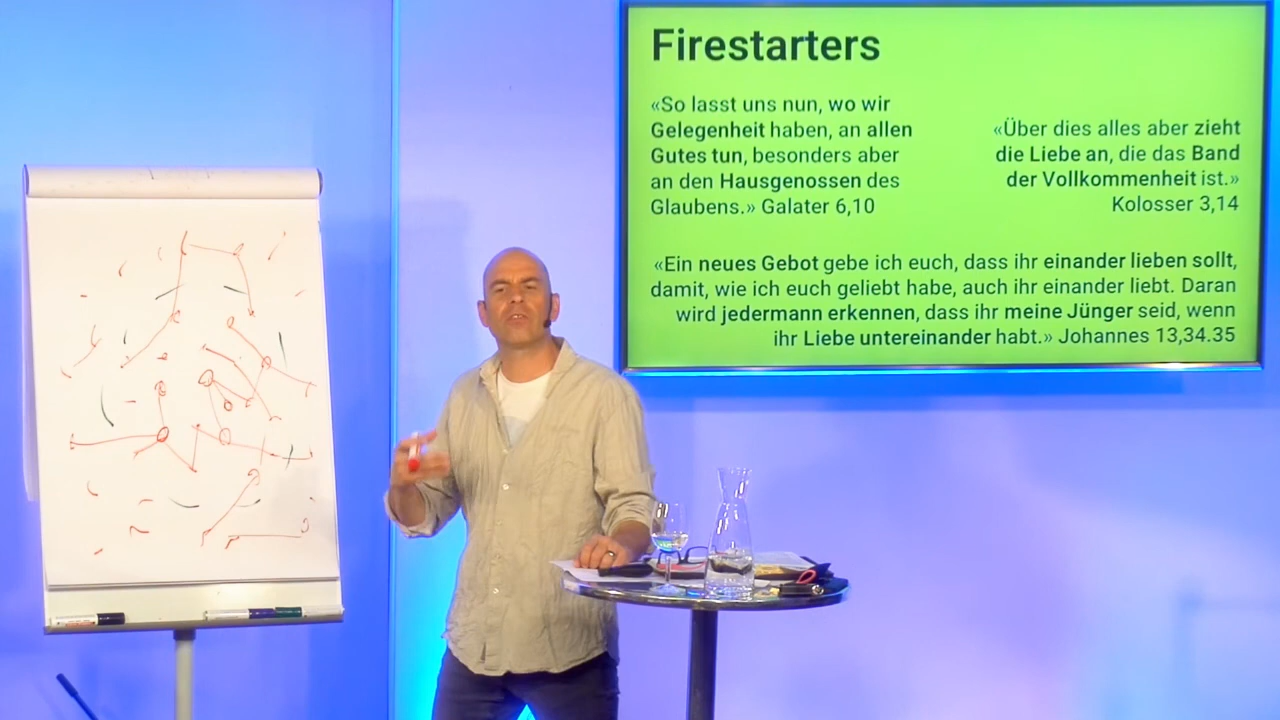 Firestarters
«So lasst uns nun, wo wir
Gelegenheit haben, an allen
Gutes tun, besonders aber
an den Hausgenossen des
Glaubens.» Galater 6,10
«Über dies alles aber zieht
die Liebe an, die das Band
der Vollkommenheit ist.»
Kolosser 3,14
«Ein neues Gebot gebe ich euch, dass ihr einander lieben sollt,
damit, wie ich euch geliebt habe, auch ihr einander liebt. Daran
wird jedermann erkennen, dass ihr meine Jünger seid, wenn
ihr Liebe untereinander habt.» Johannes 13,34.35